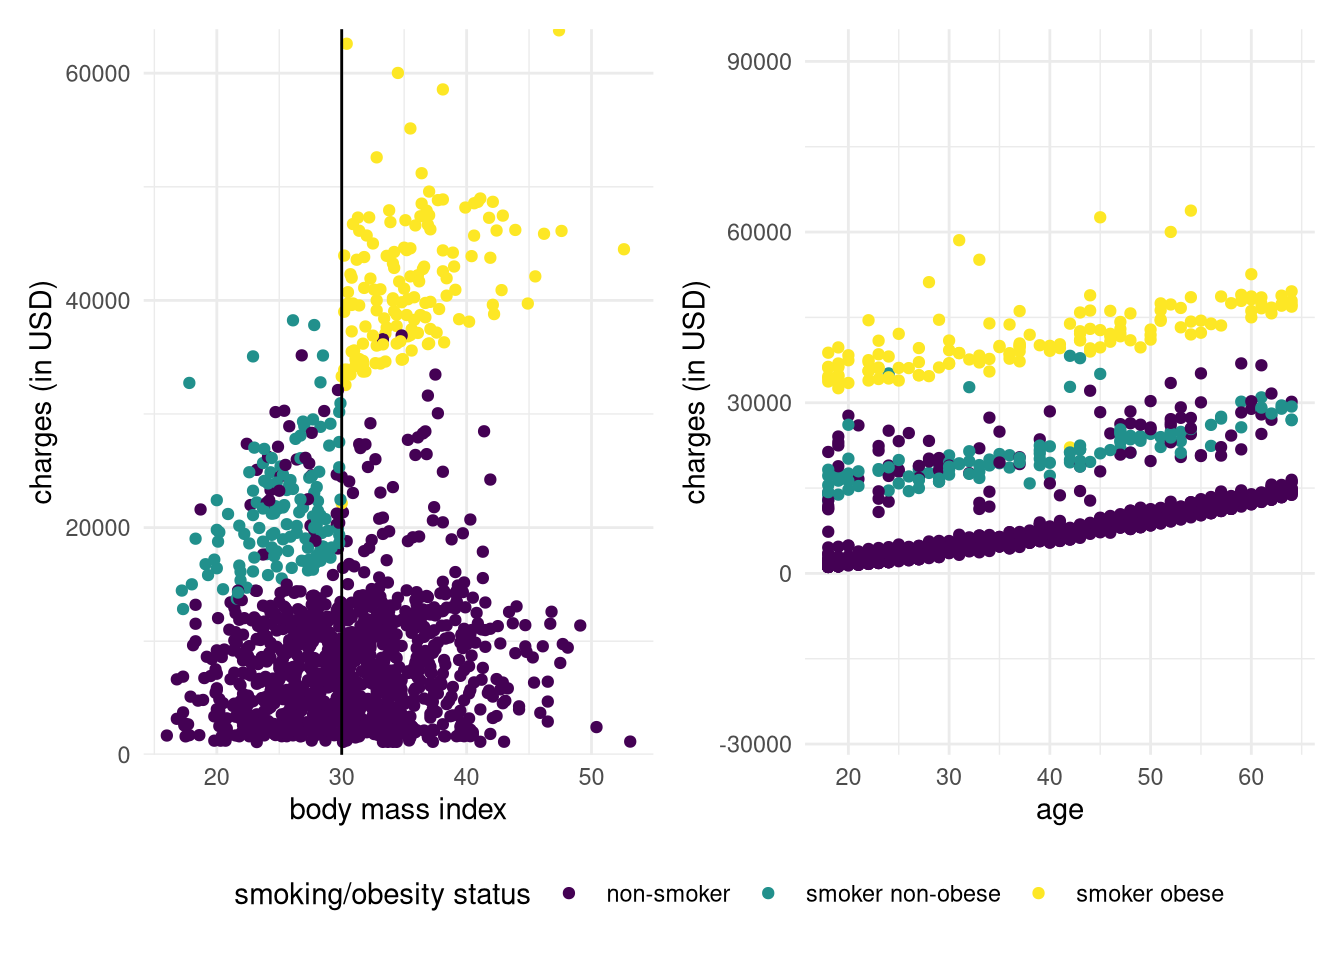 charges (in USD)
60000
40000
20000
0
20 30 40 50
body mass index
charges (in USD)
90000
60000
30000
0
-30000
20 30 40 50 60
age
smoking/obesity status non-smoker smoker non-obese smoker obese